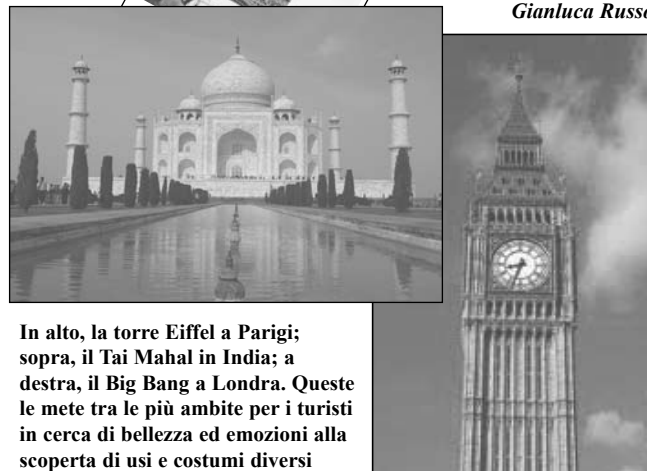 Gianluca Russo
In alto, la torre Eiffel a Parigi;
sopra, il Tai Mahal in India; a
destra, il Big Bang a Londra. Queste
le mete tra le più ambite per i turisti
in cerca di bellezza ed emozioni alla
scoperta di usi e costumi diversi